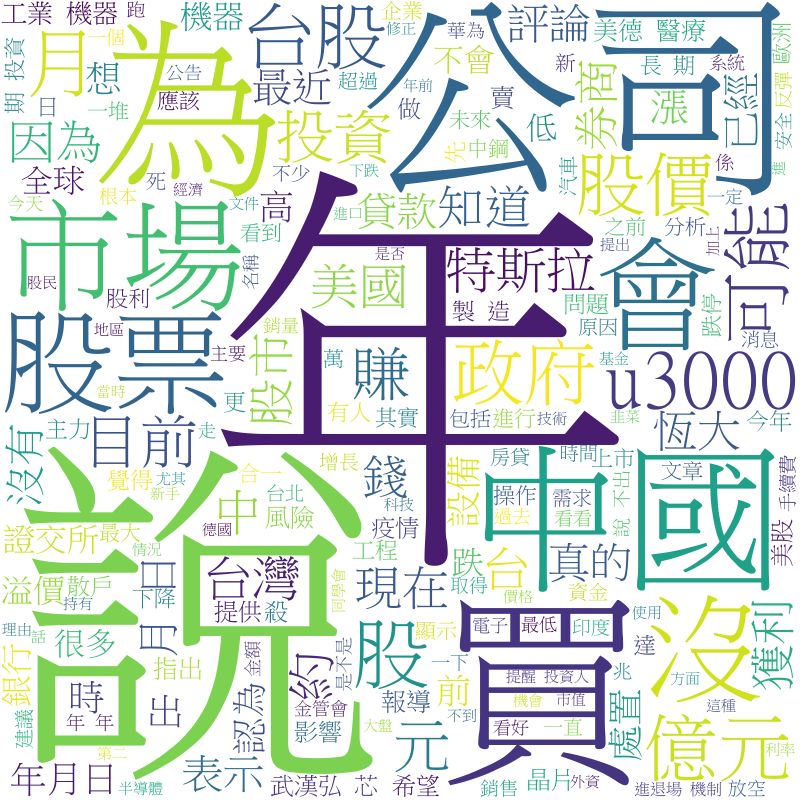 工業 機器 跑
機器
台股
公司
評論
美德 醫療
企業
修正
華為
新
系統
歐洲
月
想
公告
一個
為
最近
超過
年前
不會
賣
長 期
已經
反彈
安全
期 投資
日
一堆
應該
做
未來
低
券商
漲
因為
投資
不少
下跌
先
中鋼
股價
汽車
係
進
一定
全球
根本
死
經濟
文件
進口
高
貸款
知道
之前
分析
加上
可能
今天
看到
名稱
是否
提出
市場
年
美國
特斯拉
會
跌停
股民
股利
地區
銷量
製 造
問題
原因
消息
股票
主要
股市
萬
賺
政府
基金
u3000
當時
更
有人
其實
包括
進行
技術
韭菜
恆大
今年
沒有
目前
主力
走
錢
設備
房貸
時間
上市
文章
手續費
覺得
尤其
合一
增長
中
台北
科技
操作
需求
看看
過去
中國
說
不出
美股
證交所
最大
新手
風險
疫情
情況
德國
工程
跌
台
真的
資金
溢價
散戶
日
台灣
現在
取得
價格
說
持有
下降
提供
殺
同學會
股
顯示
買
電子
最低
印度
使用
沒
獲利
銀行
理由
話
很多
月
指出
約
是不是
一下
達
兆
方面
建議
時
出
認為
金額
元
報導
前
提醒 投資人
機會
市值
處置
億元
這種
年 年
第二
表示
影響
金管會
大盤
不到
看好
一直
利率
年月日
半導體
武漢弘
芯
希望
銷售
晶片
外資
進退場 機制
放空